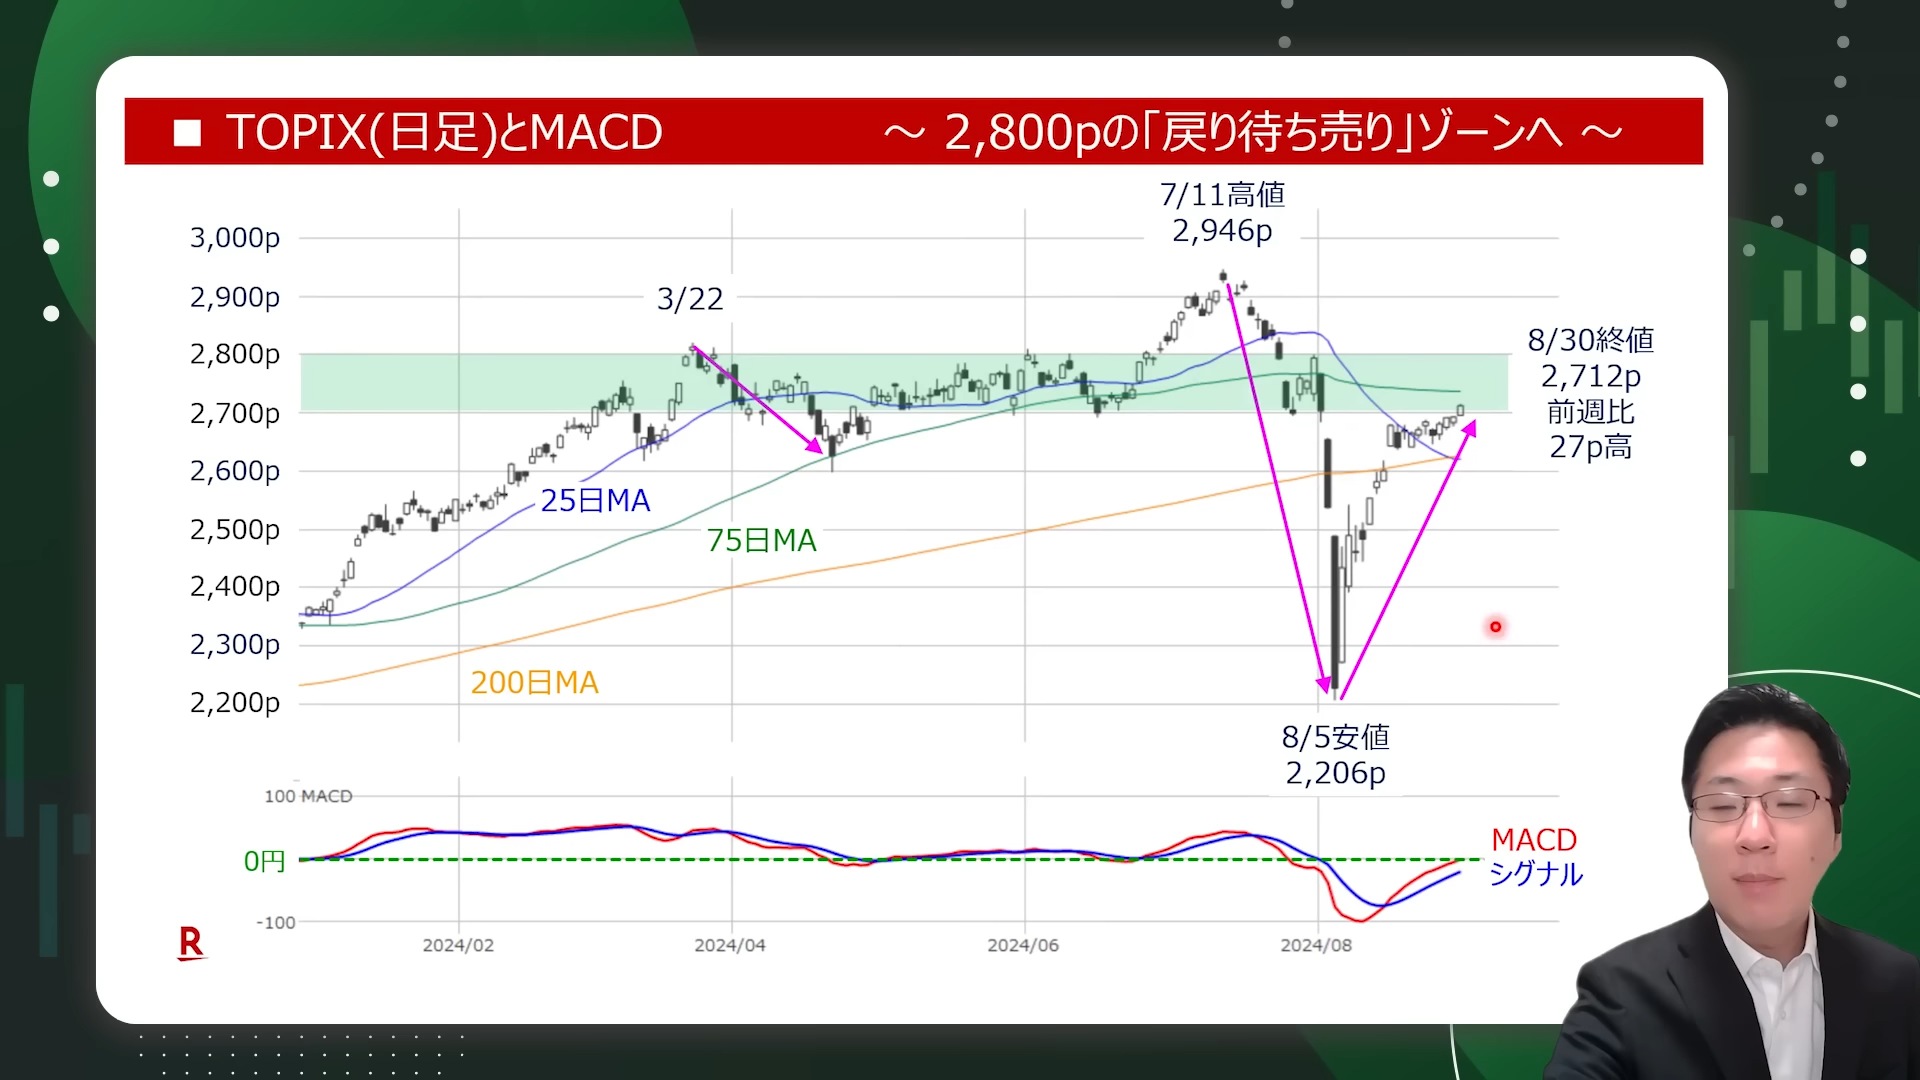 ■ TOPIX(日足)とMACD ～ 2,800pの「戻り待ち売り」ゾーンへ ～
7/11高値
2,946p
3,000p
2,900p
3/22
2,800p
8/30終値
2,712p
前週比
27p高
2,700p
2,600p
25日MA
2,500p
75日MA
2,400p
2,300p
200日MA
2,200p
8/5安値
2,206p
100 MACD
MACD
シグナル
0円
-100
R
2024/02 2024/04 2024/06 2024/08